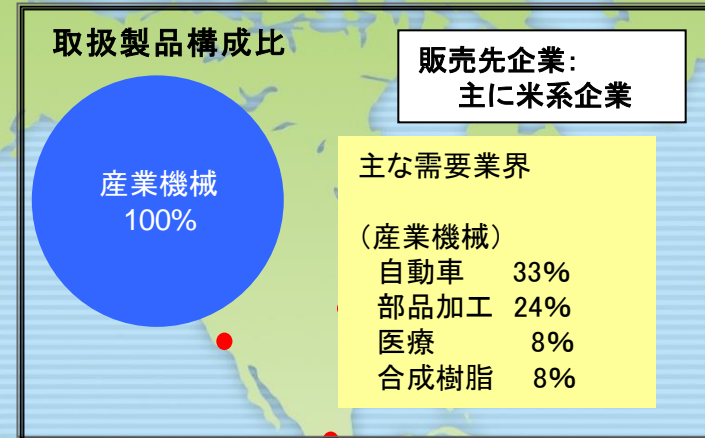 取扱製品構成比
販売先企業:
主に米系企業
産業機械
100%
主な需要業界
（産業機械）
自動車 33%
部品加工 24%
医療 8%
合成樹脂 8%